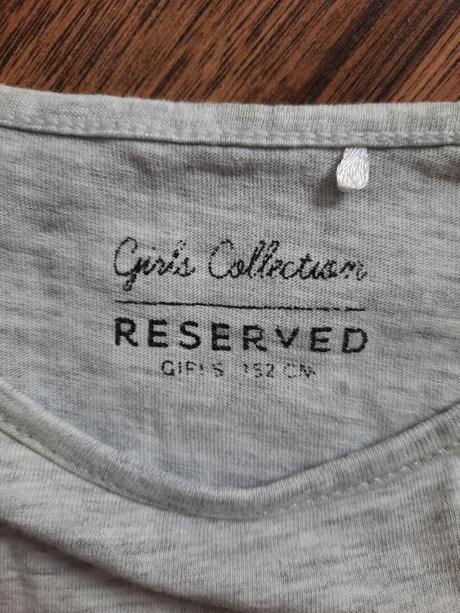 Girls Collection
RESERVED
GIRLS 152 CM